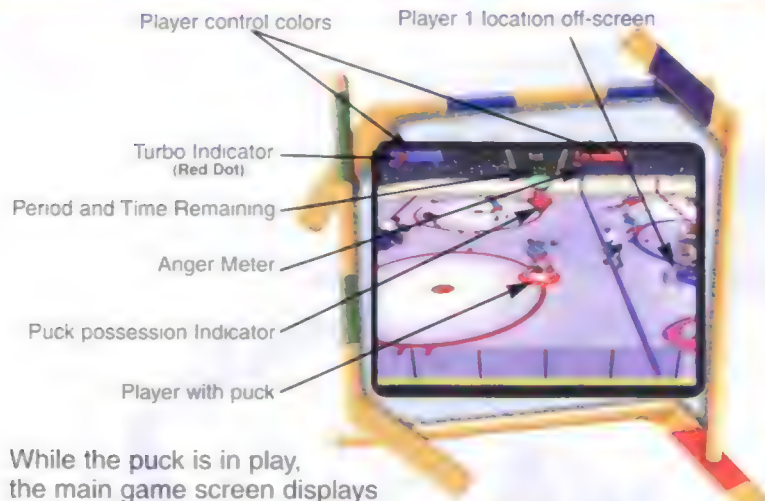 Player control colors
Player 1 location off-screen
Turbo Indicator
(Red Dot)
Period and Time Remaining
Anger Meter
Puck possession Indicator
Player with puck
While the puck is in play,
the main game screen displays